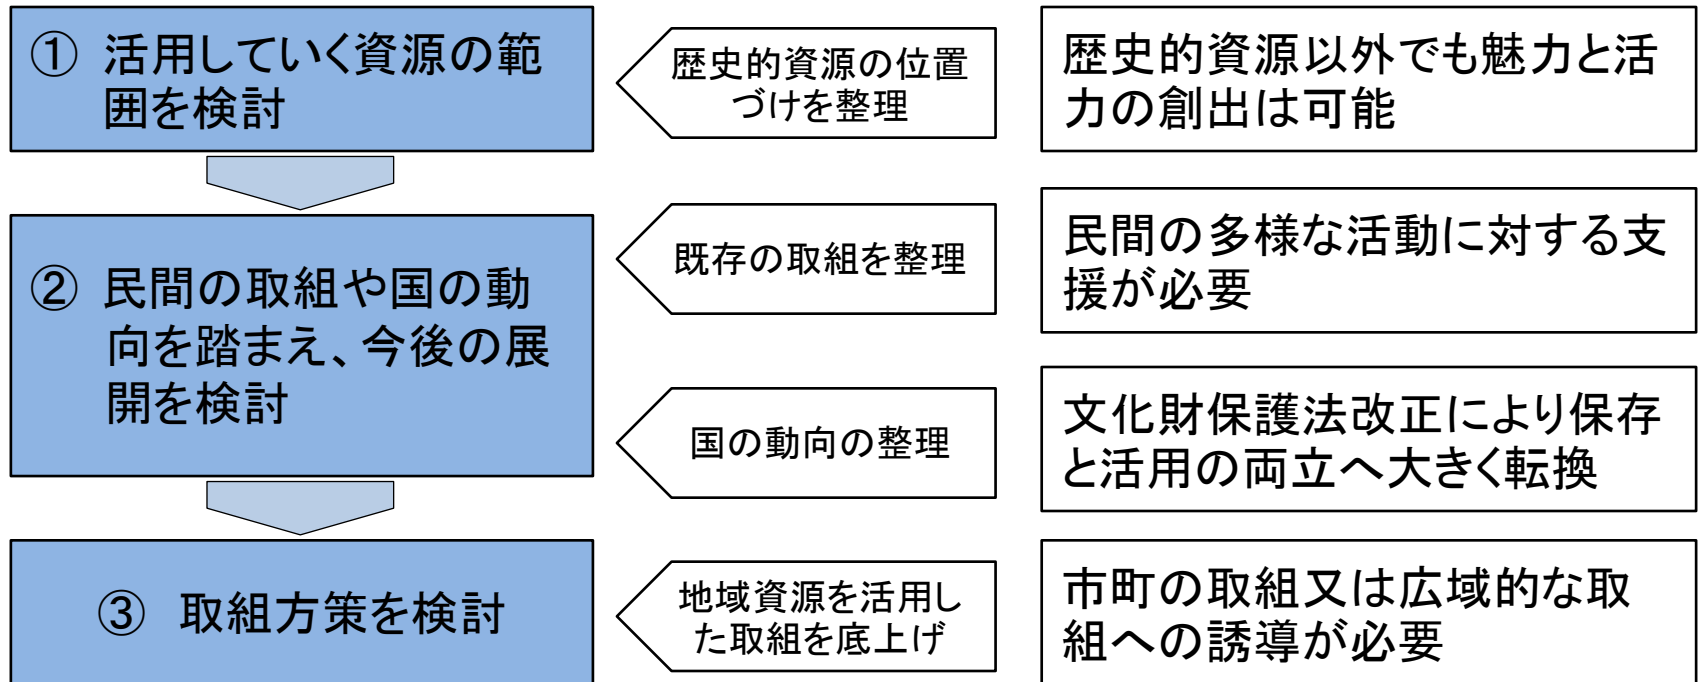 ① 活用していく資源の範
囲を検討
歴史的資源の位置
づけを整理
歴史的資源以外でも魅力と活
力の創出は可能
② 民間の取組や国の動
向を踏まえ、今後の展
開を検討
既存の取組を整理
民間の多様な活動に対する支
援が必要
国の動向の整理
文化財保護法改正により保存
と活用の両立へ大きく転換
③ 取組方策を検討
地域資源を活用し
た取組を底上げ
市町の取組又は広域的な取
組への誘導が必要